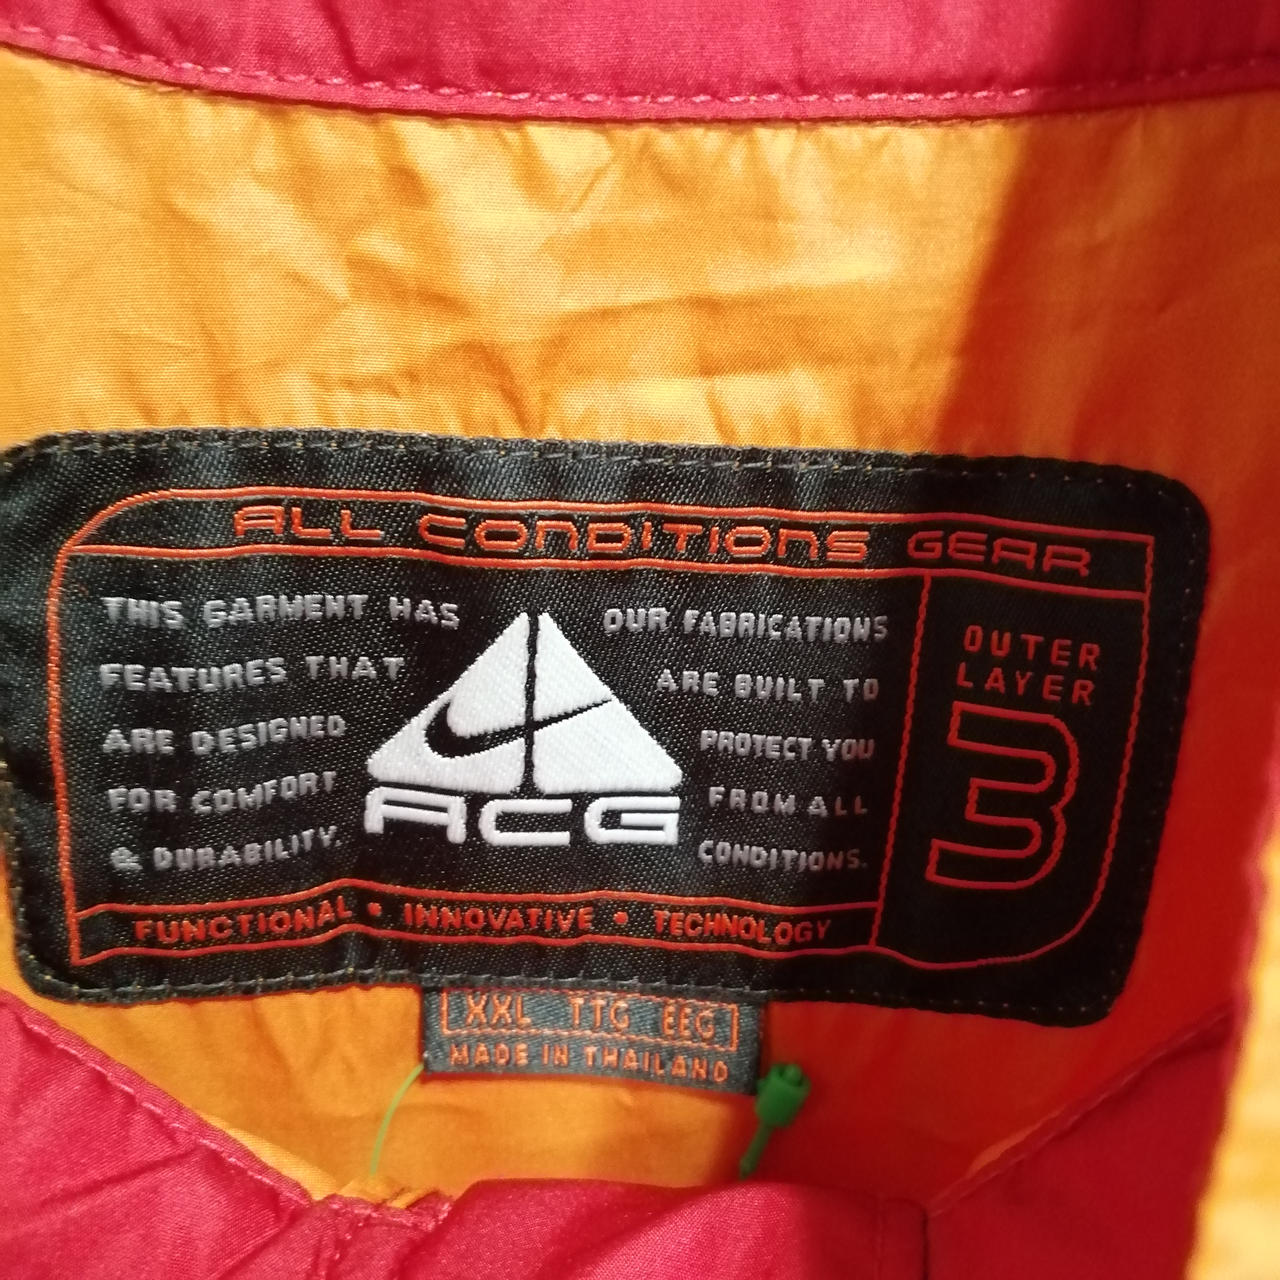 ALL CONDITIONS GEAR
THIS GARMENT HAS
FEATURES THAT
ARE DESIGNED
FOR COMFORT
& DURABILITY.
ACG
OUR FABRICATIONS
ARE BUILT TO
PROTECT YOU
FROM ALL
CONDITIONS.
OUTER
LAYER
3
FUNCTIONAL • INNOVATIVE • TECHNOLOGY
XXL TTG EEG
MADE IN THAILAND